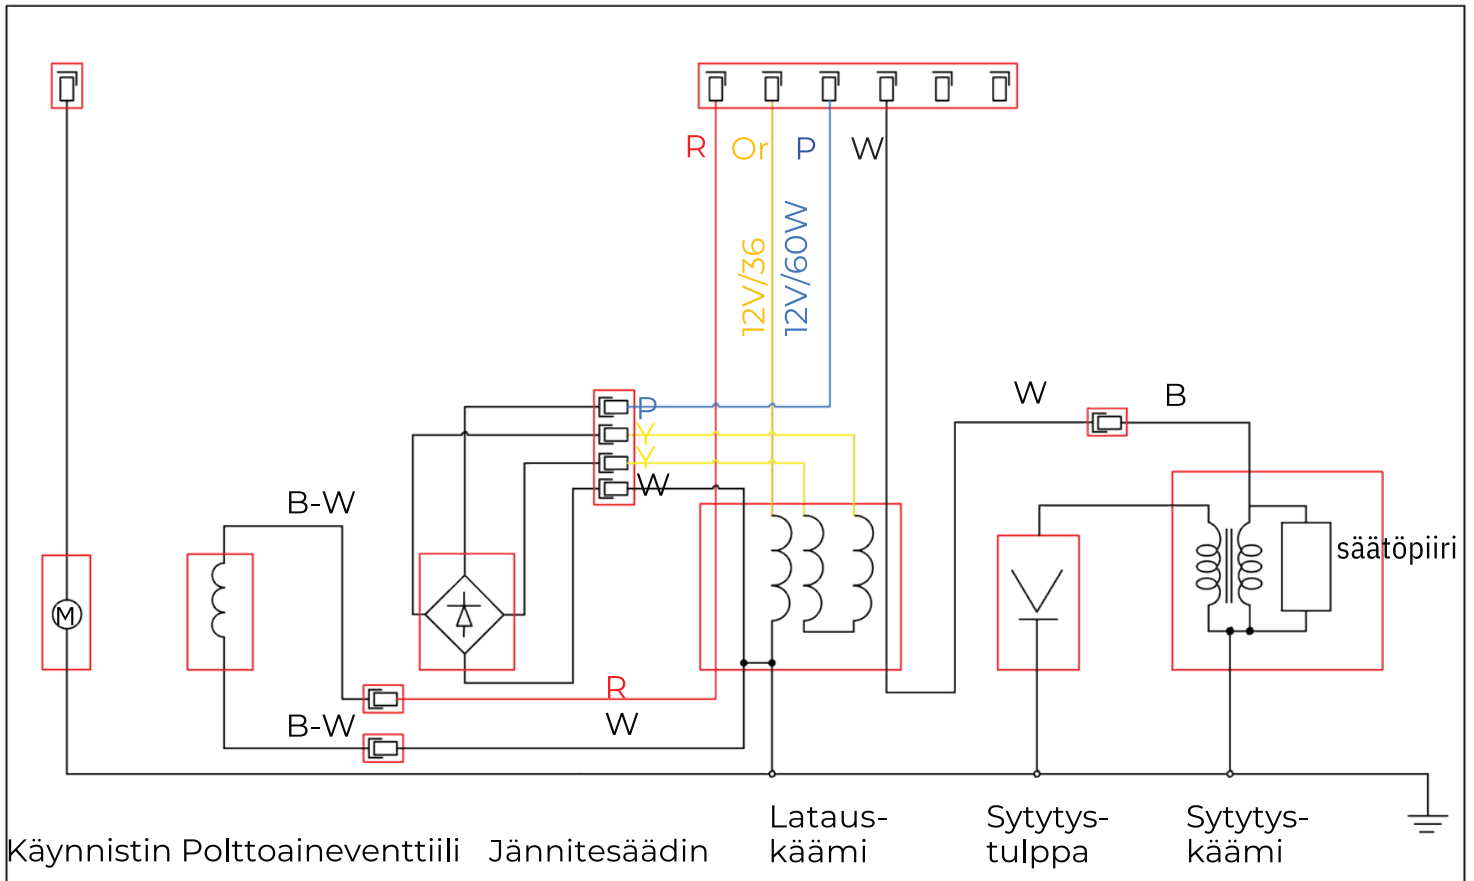 R Or P W
12V/36
12V/60W
P
Y
Y
W
W B
B-W
säätöpiiri
M
R
B-W W
Käynnistin Polttoaineventtiili Jännitesäädin
Lataus-
käämi
Sytytys-
tulppa
Sytytys-
käämi